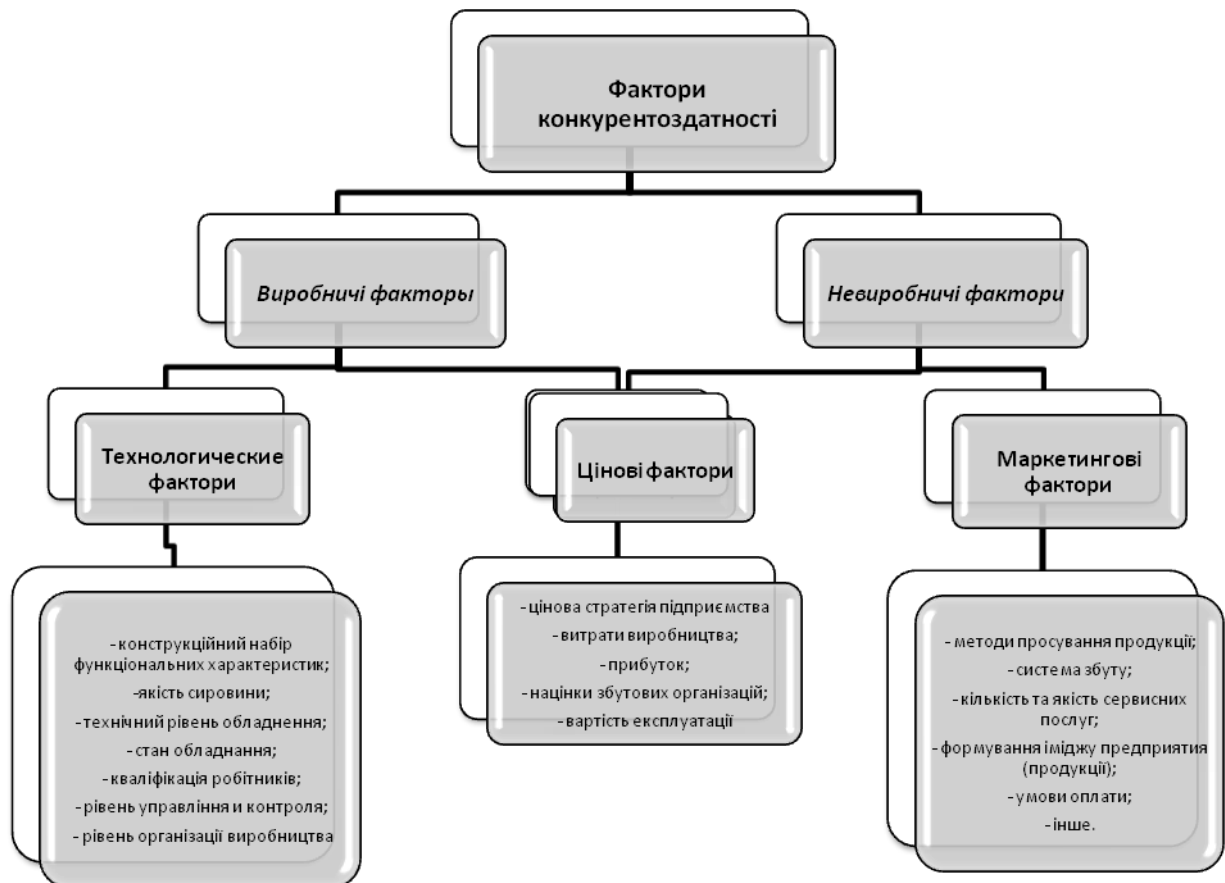 Фактори
конкурентоздатності
Виробничі факторы
Невиробничі фактори
Технологические
фактори
Цінові фактори
Маркетингові
фактори
-конструкційний набір
функціональних характеристик;
-якість сировини;
-технічний рівень обладнення;
-стан обладнання;
-кваліфікація робітників;
-рівень управління и контроля;
-рівень організації виробництва
-цінова стратегія підприємства
-витрати виробництва;
-прибуток;
-націнки збутових організацій;
-вартість експлуатації
-методи просування продукції;
-система збуту;
-кількість та якість сервисних
послуг;
-формування іміджу предприятия
(продукції);
-умови оплати;
-інше.